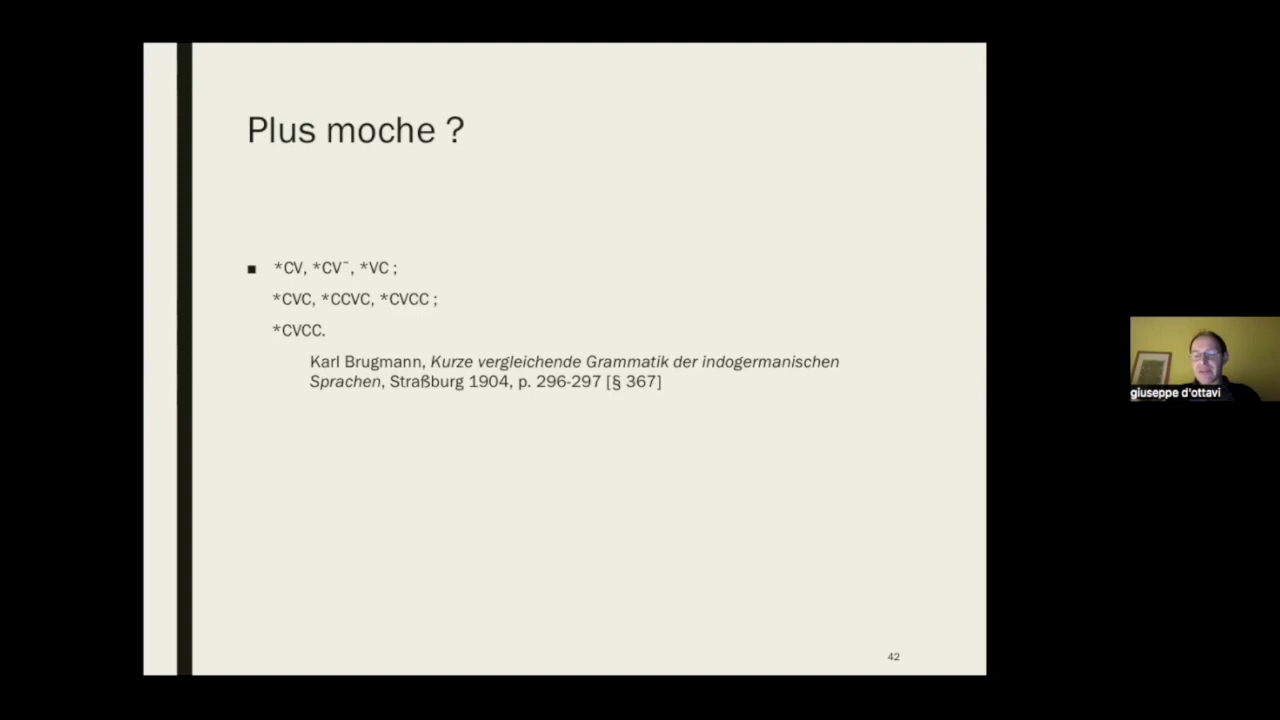 Plus moche ?
■ *CV, *CV¯, *VC ;
*CVC, *CCVC, *CVCC ;
*CVCC.
Karl Brugmann, Kurze vergleichende Grammatik der indogermanischen
Sprachen, Straßburg 1904, p. 296-297 [§ 367]
giuseppe d'ottavi
42